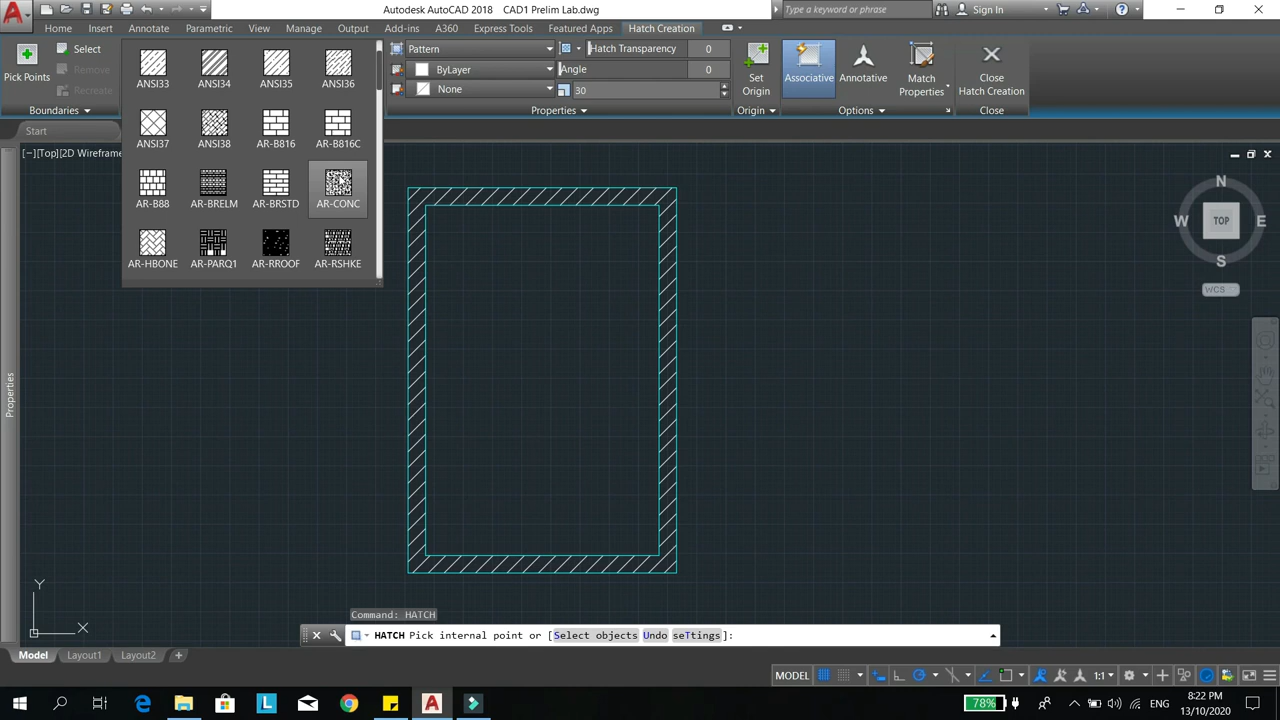 Autodesk AutoCAD 2018 CAD1 Prelim Lab.dwg
Type a keyword or phrase
Sign In
Home Insert Annotate Parametric View Manage Output Add-ins A360 Express Tools Featured Apps Hatch Creation
Pick Points
Select
Remove
Recreate
Boundaries
ANSI33 ANSI34 ANSI35 ANSI36
ANSI37 ANSI38 AR-B816 AR-B816C
AR-B88 AR-BRELM AR-BRSTD AR-CONC
AR-HBONE AR-PARQ1 AR-RROOF AR-RSHKE
Pattern
ByLayer
None
Hatch Transparency 0
Angle 0
30
Properties
Set
Origin
Origin
Associative
Annotative
Match
Properties
Options
Close
Hatch Creation
Close
Start
[−][Top][2D Wireframe
N
W TOP E
S
WCS
Properties
Y
X
Command: HATCH
HATCH Pick internal point or [Select objects Undo seTtings]:
Model Layout1 Layout2 +
MODEL 1:1
78%
8:22 PM
13/10/2020